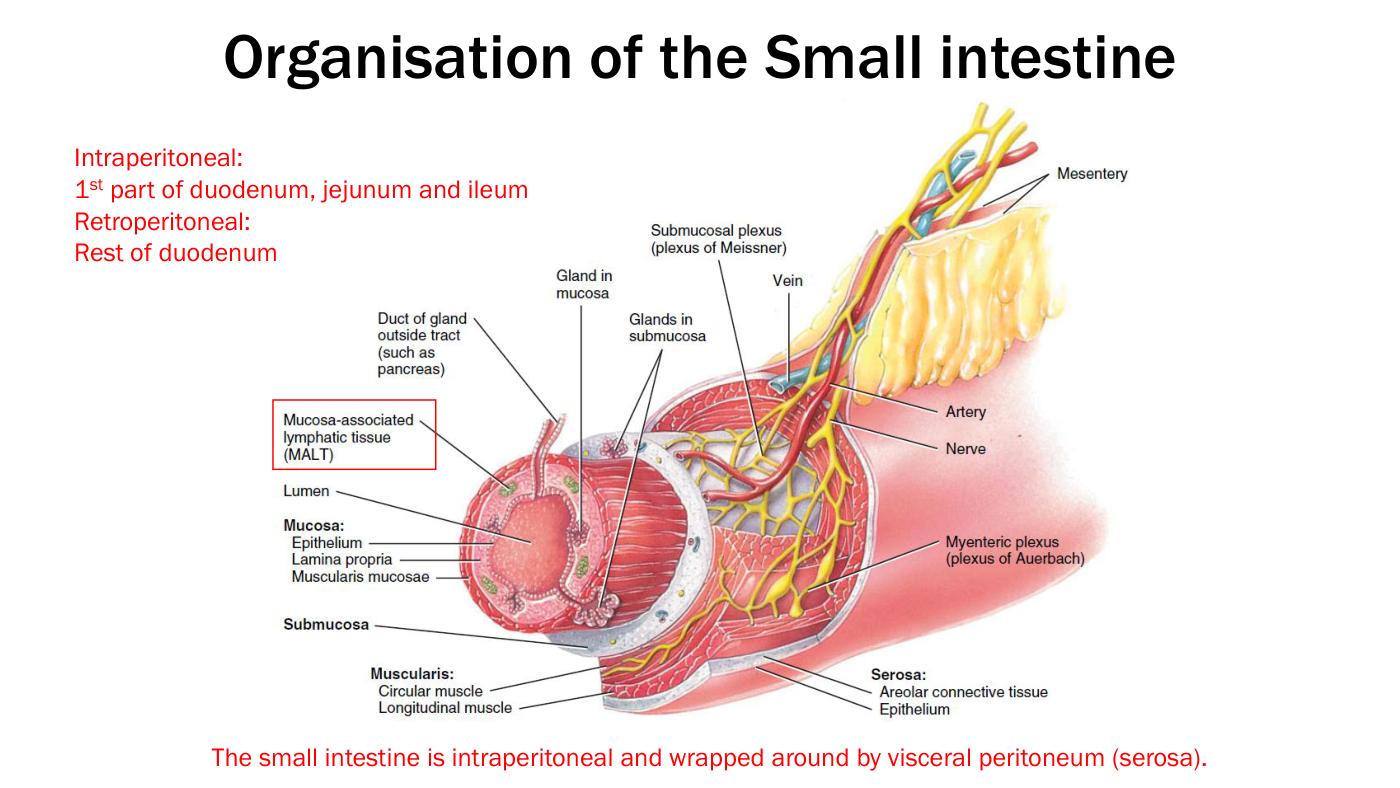 Organisation of the Small intestine
Intraperitoneal:
1st part of duodenum, jejunum and ileum
Retroperitoneal:
Rest of duodenum
Mesentery
Submucosal plexus
(plexus of Meissner)
Gland in
mucosa
Vein
Duct of gland
outside tract
(such as
pancreas)
Glands in
submucosa
Mucosa-associated
lymphatic tissue
(MALT)
Artery
Nerve
Lumen
Mucosa:
Epithelium
Lamina propria
Muscularis mucosae
Myenteric plexus
(plexus of Auerbach)
Submucosa
Muscularis:
Circular muscle
Longitudinal muscle
Serosa:
Areolar connective tissue
Epithelium
The small intestine is intraperitoneal and wrapped around by visceral peritoneum (serosa).